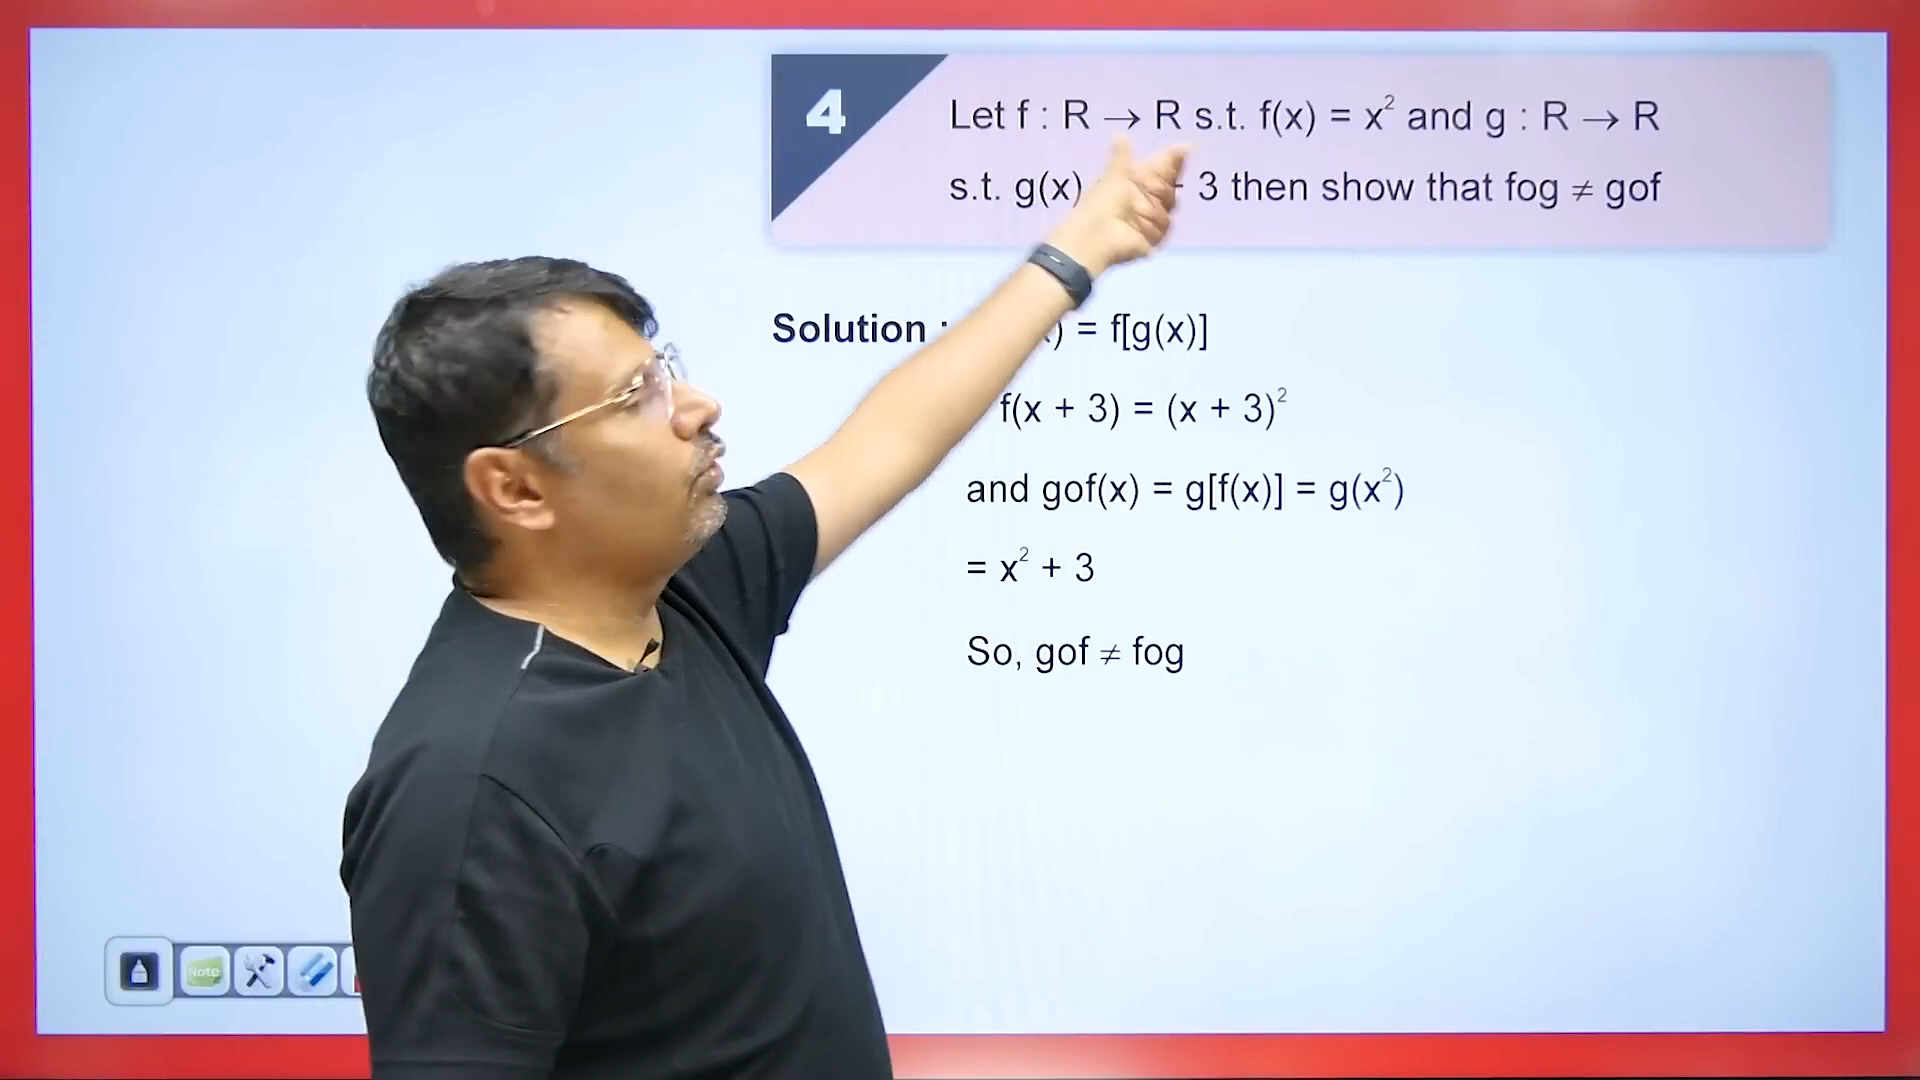 4
Let f : R → R s.t. f(x) = x² and g : R → R
s.t. g(x) 3 then show that fog ≠ gof
Solution : ) = f[g(x)]
f(x + 3) = (x + 3)²
and gof(x) = g[f(x)] = g(x²)
= x² + 3
So, gof ≠ fog
Note